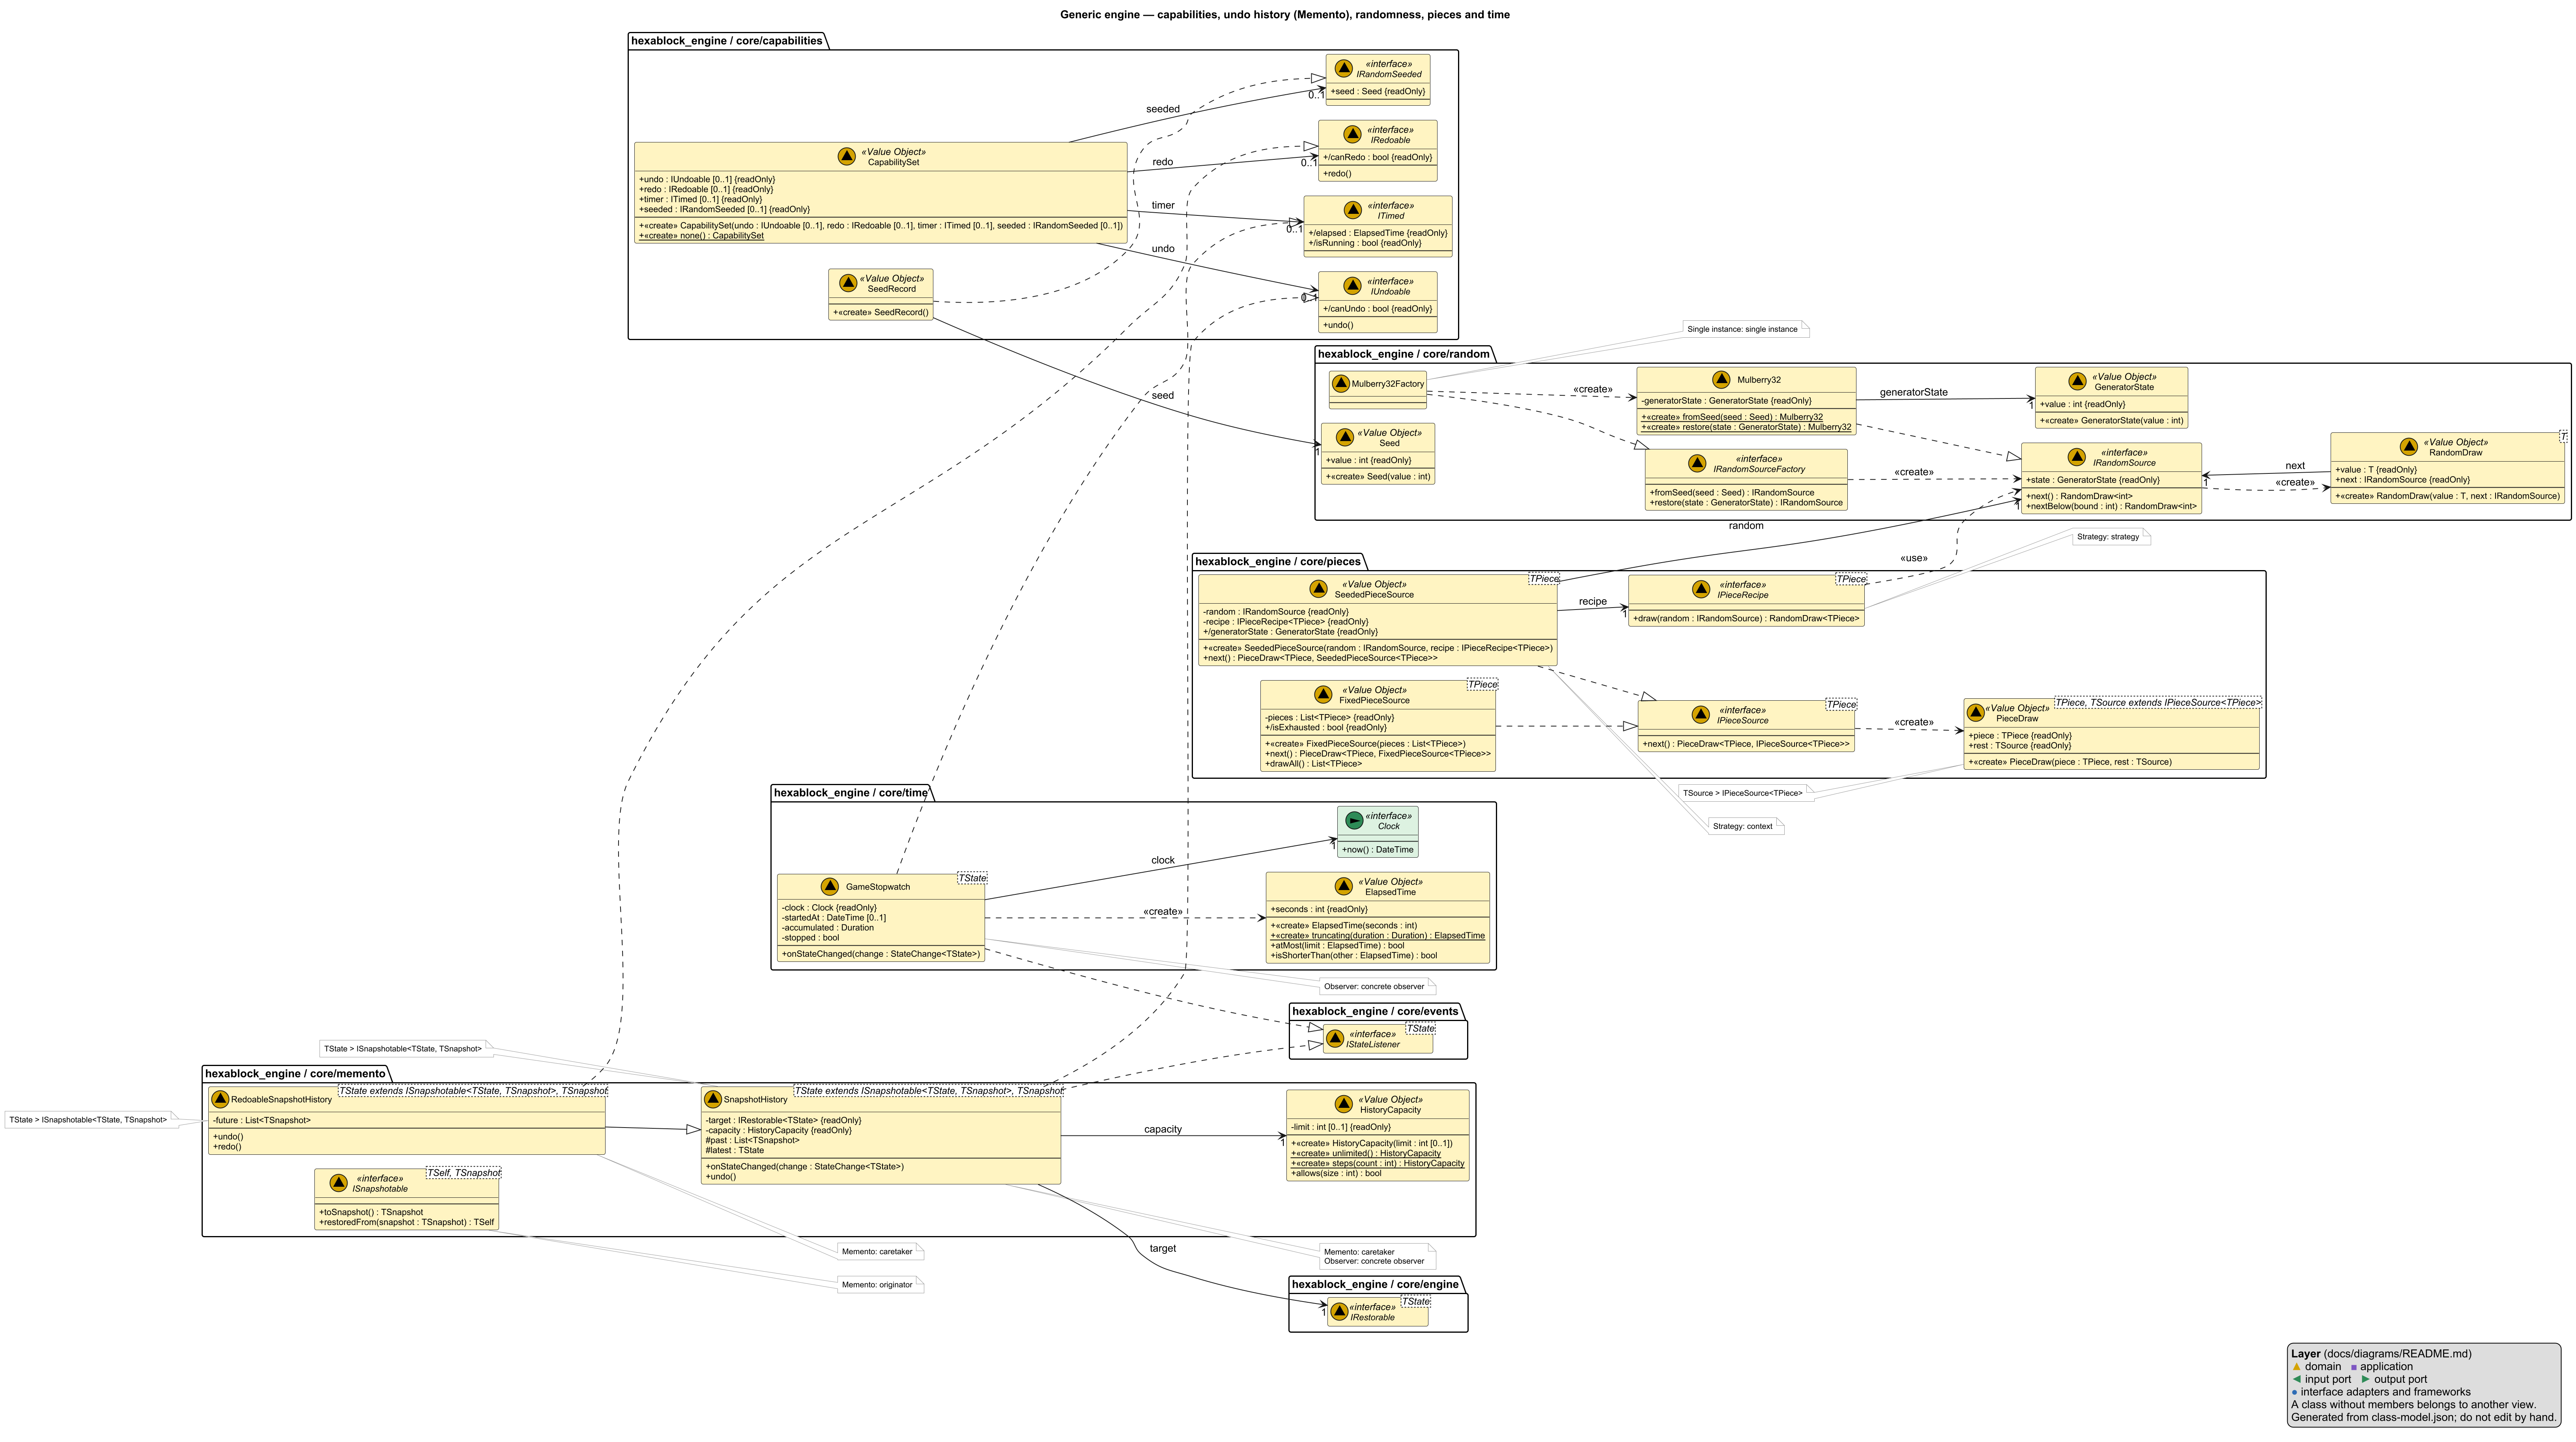 Generic engine — capabilities, undo history (Memento), randomness, pieces and time
hexablock_engine / core/capabilities
«interface»
IRandomSeeded
+seed : Seed {readOnly}
0..1
seeded
«Value Object»
CapabilitySet
+undo : IUndoable [0..1] {readOnly}
+redo : IRedoable [0..1] {readOnly}
+timer : ITimed [0..1] {readOnly}
+seeded : IRandomSeeded [0..1] {readOnly}
+«create» CapabilitySet(undo : IUndoable [0..1], redo : IRedoable [0..1], timer : ITimed [0..1], seeded : IRandomSeeded [0..1])
+«create» none() : CapabilitySet
redo
«interface»
IRedoable
+/canRedo : bool {readOnly}
+redo()
0..1
timer
«interface»
ITimed
+/elapsed : ElapsedTime {readOnly}
+/isRunning : bool {readOnly}
0..1
undo
«Value Object»
SeedRecord
+«create» SeedRecord()
«interface»
IUndoable
+/canUndo : bool {readOnly}
+undo()
0..1
Single instance: single instance
hexablock_engine / core/random
Mulberry32Factory
«create»
Mulberry32
-generatorState : GeneratorState {readOnly}
+«create» fromSeed(seed : Seed) : Mulberry32
+«create» restore(state : GeneratorState) : Mulberry32
generatorState
1
«Value Object»
GeneratorState
+value : int {readOnly}
+«create» GeneratorState(value : int)
seed
1
«Value Object»
Seed
+value : int {readOnly}
+«create» Seed(value : int)
«interface»
IRandomSourceFactory
+fromSeed(seed : Seed) : IRandomSource
+restore(state : GeneratorState) : IRandomSource
«create»
«interface»
IRandomSource
+state : GeneratorState {readOnly}
+next() : RandomDraw<int>
+nextBelow(bound : int) : RandomDraw<int>
1
next
1
«create»
T
«Value Object»
RandomDraw
+value : T {readOnly}
+next : IRandomSource {readOnly}
+«create» RandomDraw(value : T, next : IRandomSource)
random
Strategy: strategy
«use»
hexablock_engine / core/pieces
TPiece
«Value Object»
SeededPieceSource
-random : IRandomSource {readOnly}
-recipe : IPieceRecipe<TPiece> {readOnly}
+/generatorState : GeneratorState {readOnly}
+«create» SeededPieceSource(random : IRandomSource, recipe : IPieceRecipe<TPiece>)
+next() : PieceDraw<TPiece, SeededPieceSource<TPiece>>
recipe
1
TPiece
«interface»
IPieceRecipe
+draw(random : IRandomSource) : RandomDraw<TPiece>
TPiece
«Value Object»
FixedPieceSource
-pieces : List<TPiece> {readOnly}
+/isExhausted : bool {readOnly}
+«create» FixedPieceSource(pieces : List<TPiece>)
+next() : PieceDraw<TPiece, FixedPieceSource<TPiece>>
+drawAll() : List<TPiece>
TPiece
«interface»
IPieceSource
+next() : PieceDraw<TPiece, IPieceSource<TPiece>>
«create»
TPiece, TSource extends IPieceSource<TPiece>
«Value Object»
PieceDraw
+piece : TPiece {readOnly}
+rest : TSource {readOnly}
+«create» PieceDraw(piece : TPiece, rest : TSource)
TSource > IPieceSource<TPiece>
Strategy: context
hexablock_engine / core/time
«interface»
Clock
+now() : DateTime
1
clock
TState
GameStopwatch
-clock : Clock {readOnly}
-startedAt : DateTime [0..1]
-accumulated : Duration
-stopped : bool
+onStateChanged(change : StateChange<TState>)
«create»
«Value Object»
ElapsedTime
+seconds : int {readOnly}
+«create» ElapsedTime(seconds : int)
+«create» truncating(duration : Duration) : ElapsedTime
+atMost(limit : ElapsedTime) : bool
+isShorterThan(other : ElapsedTime) : bool
Observer: concrete observer
hexablock_engine / core/events
TState
«interface»
IStateListener
TState > ISnapshotable<TState, TSnapshot>
hexablock_engine / core/memento
TState > ISnapshotable<TState, TSnapshot>
TState extends ISnapshotable<TState, TSnapshot>, TSnapshot
RedoableSnapshotHistory
-future : List<TSnapshot>
+undo()
+redo()
TState extends ISnapshotable<TState, TSnapshot>, TSnapshot
SnapshotHistory
-target : IRestorable<TState> {readOnly}
-capacity : HistoryCapacity {readOnly}
#past : List<TSnapshot>
#latest : TState
+onStateChanged(change : StateChange<TState>)
+undo()
capacity
1
«Value Object»
HistoryCapacity
-limit : int [0..1] {readOnly}
+«create» HistoryCapacity(limit : int [0..1])
+«create» unlimited() : HistoryCapacity
+«create» steps(count : int) : HistoryCapacity
+allows(size : int) : bool
TSelf, TSnapshot
«interface»
ISnapshotable
+toSnapshot() : TSnapshot
+restoredFrom(snapshot : TSnapshot) : TSelf
Memento: caretaker
Memento: caretaker
Observer: concrete observer
target
Memento: originator
hexablock_engine / core/engine
TState
«interface»
IRestorable
1
Layer (docs/diagrams/README.md)
▲ domain ■ application
◄ input port ► output port
● interface adapters and frameworks
A class without members belongs to another view.
Generated from class-model.json; do not edit by hand.